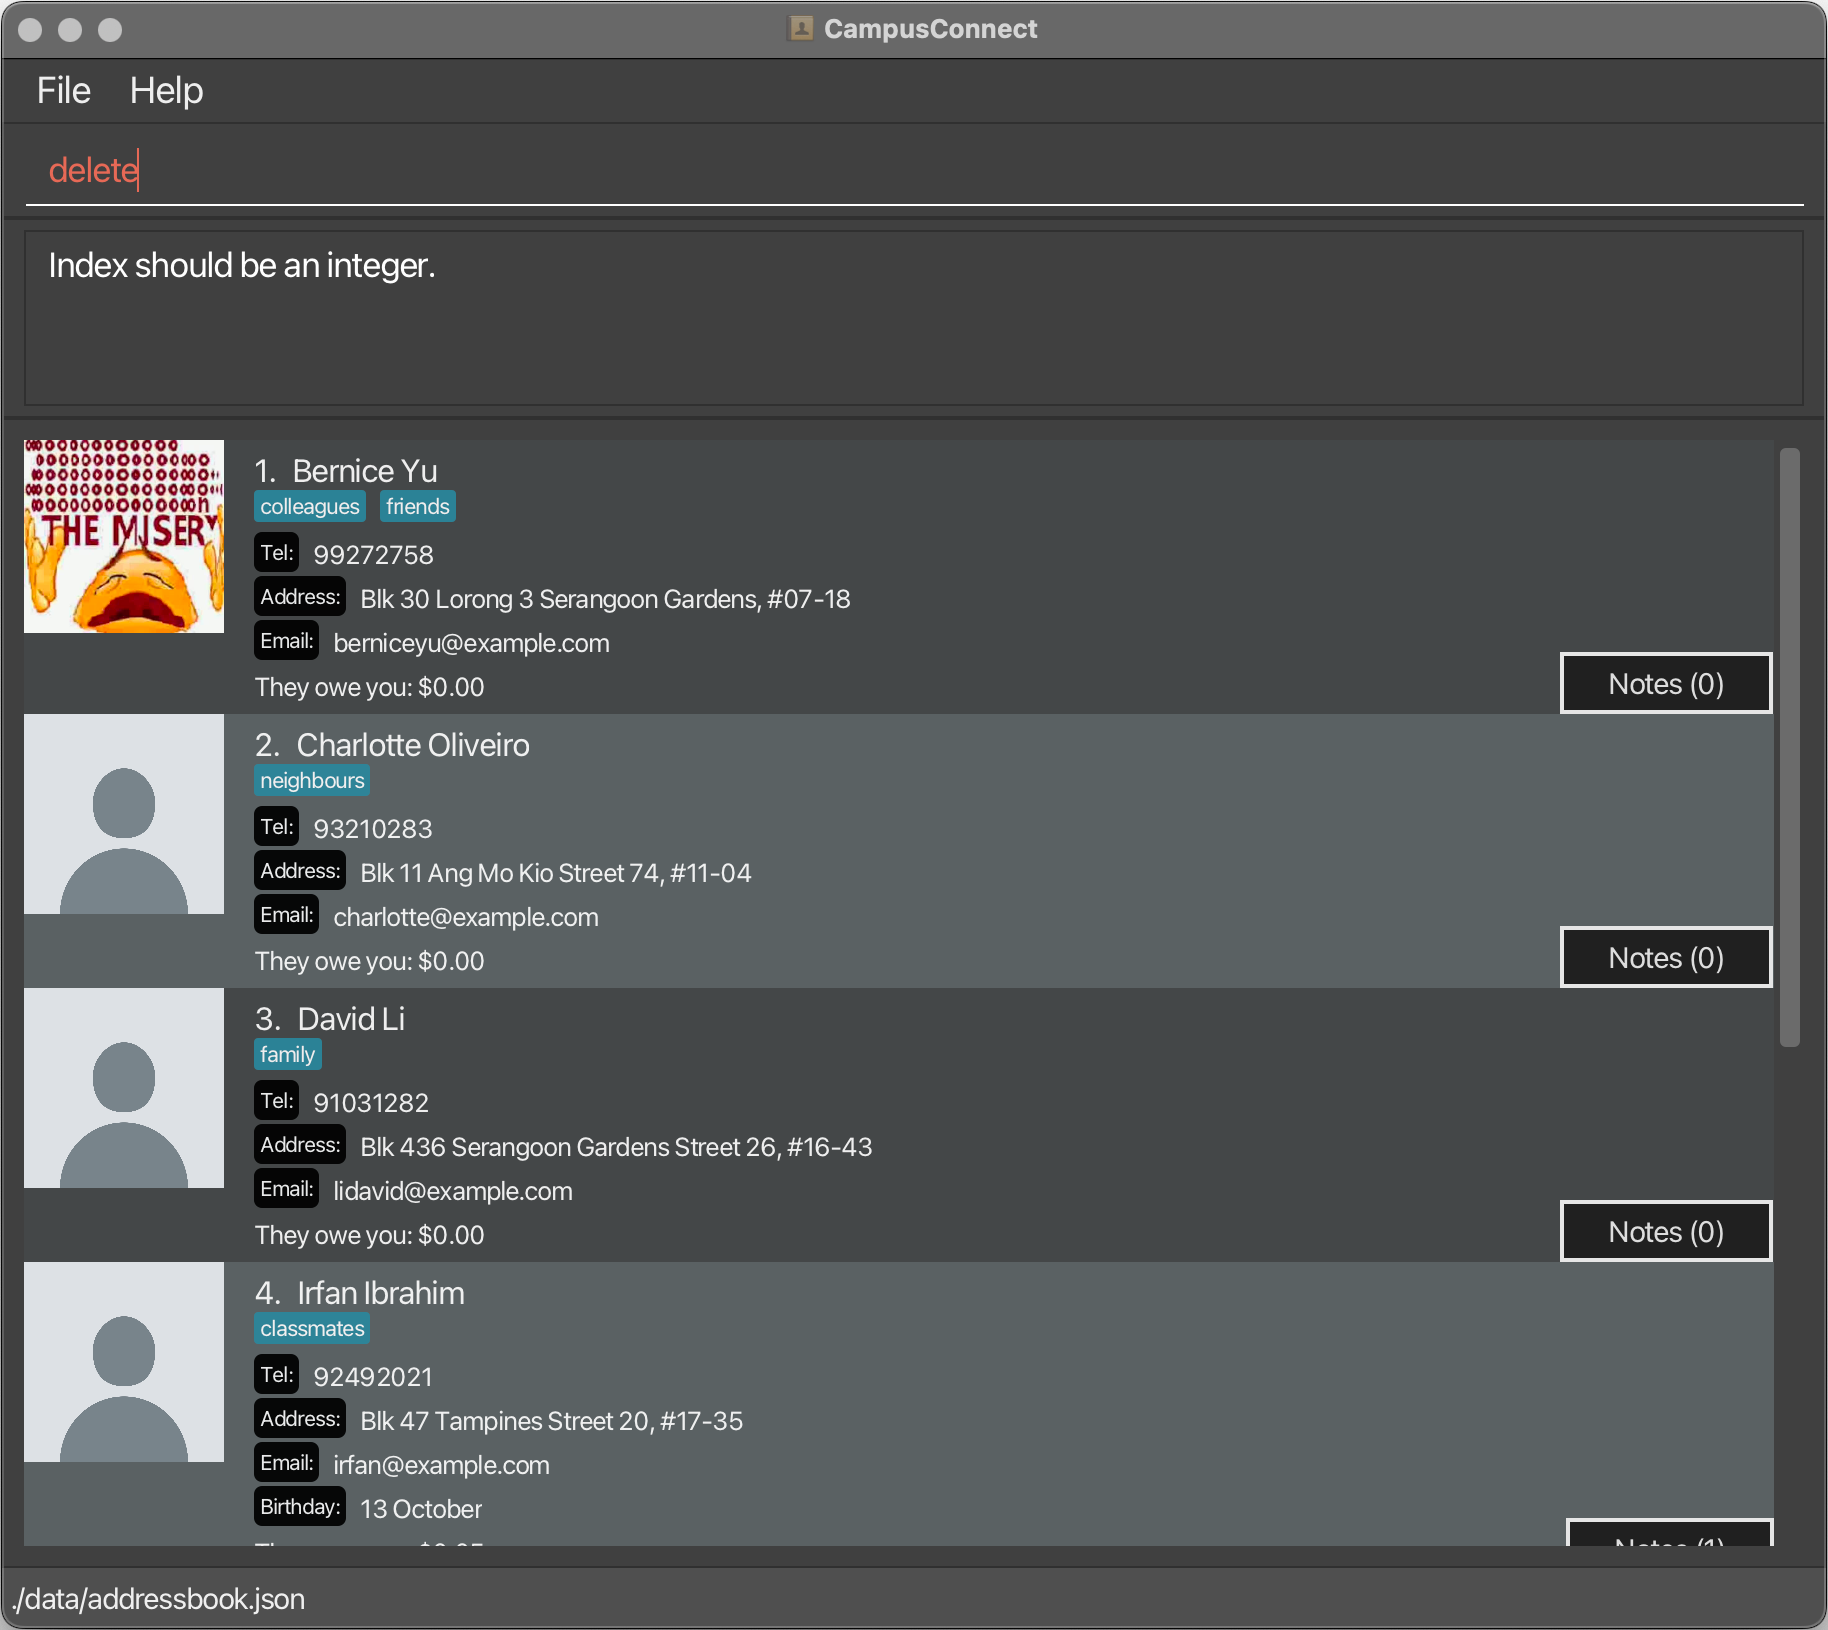 CampusConnect
File Help
delete
Index should be an integer.
THE MISERY
1. Bernice Yu
colleagues friends
Tel: 99272758
Address: Blk 30 Lorong 3 Serangoon Gardens, #07-18
Email: berniceyu@example.com
They owe you: $0.00
Notes (0)
2. Charlotte Oliveiro
neighbours
Tel: 93210283
Address: Blk 11 Ang Mo Kio Street 74, #11-04
Email: charlotte@example.com
They owe you: $0.00
Notes (0)
3. David Li
family
Tel: 91031282
Address: Blk 436 Serangoon Gardens Street 26, #16-43
Email: lidavid@example.com
They owe you: $0.00
Notes (0)
4. Irfan Ibrahim
classmates
Tel: 92492021
Address: Blk 47 Tampines Street 20, #17-35
Email: irfan@example.com
Birthday: 13 October
Notes (1)
./data/addressbook.json